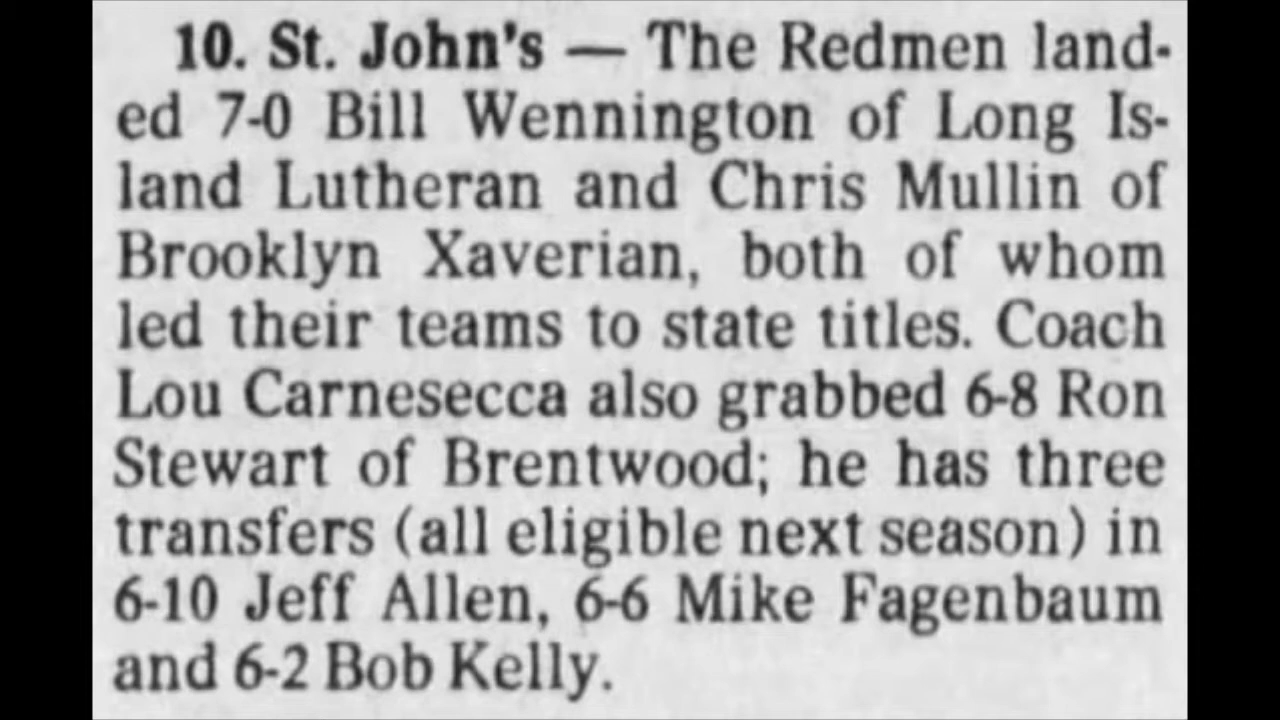 10. St. John's — The Redmen land-
ed 7-0 Bill Wennington of Long Is-
land Lutheran and Chris Mullin of
Brooklyn Xaverian, both of whom
led their teams to state titles. Coach
Lou Carnesecca also grabbed 6-8 Ron
Stewart of Brentwood; he has three
transfers (all eligible next season) in
6-10 Jeff Allen, 6-6 Mike Fagenbaum
and 6-2 Bob Kelly.